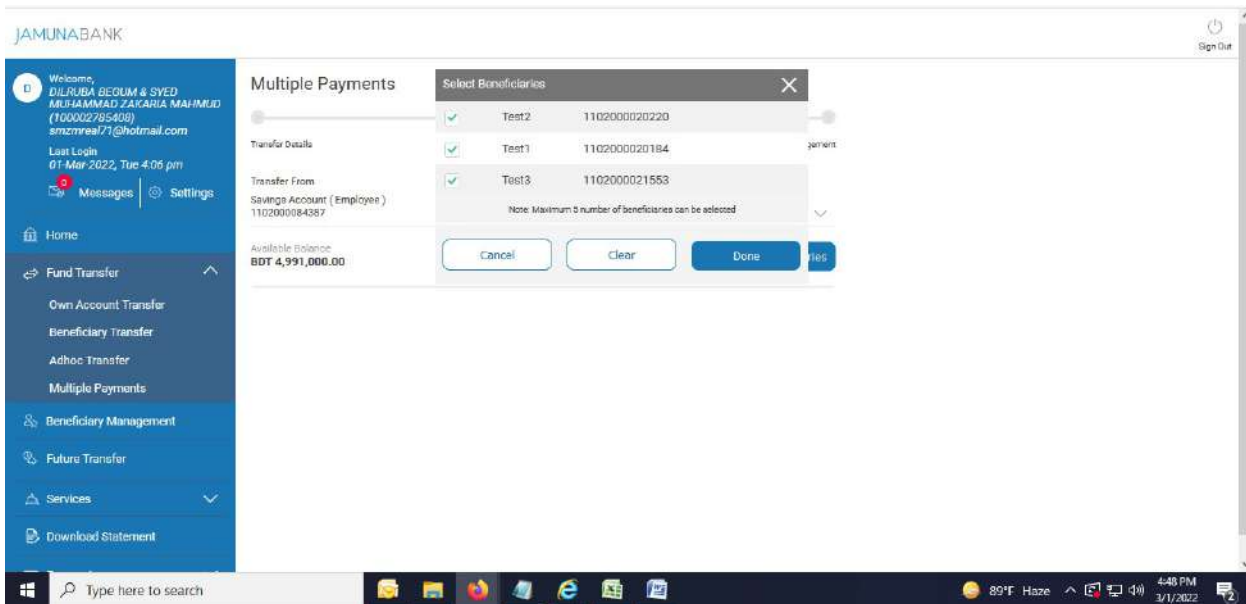 JAMUNABANK
Sign Out
D
Welcome,
DILRUBA BEGUM & SYED
MUHAMMAD ZAKARIA MAHMUD
(100002785408)
smzmreal71@hotmail.com
Last Login
01-Mar-2022, Tue 4:06 pm
0
Messages
Settings
Home
Fund Transfer
Own Account Transfer
Beneficiary Transfer
Adhoc Transfer
Multiple Payments
Beneficiary Management
Future Transfer
Services
Download Statement
Multiple Payments
Transfer Details
Transfer From
Savings Account ( Employee )
1102000084387
Available Balance
BDT 4,991,000.00
Select Beneficiaries
Test2 1102000020220
Test1 1102000020184
Test3 1102000021553
Note: Maximum 5 number of beneficiaries can be selected
Cancel
Clear
Done
ries
Type here to search
89°F Haze
4:48 PM
3/1/2022
2